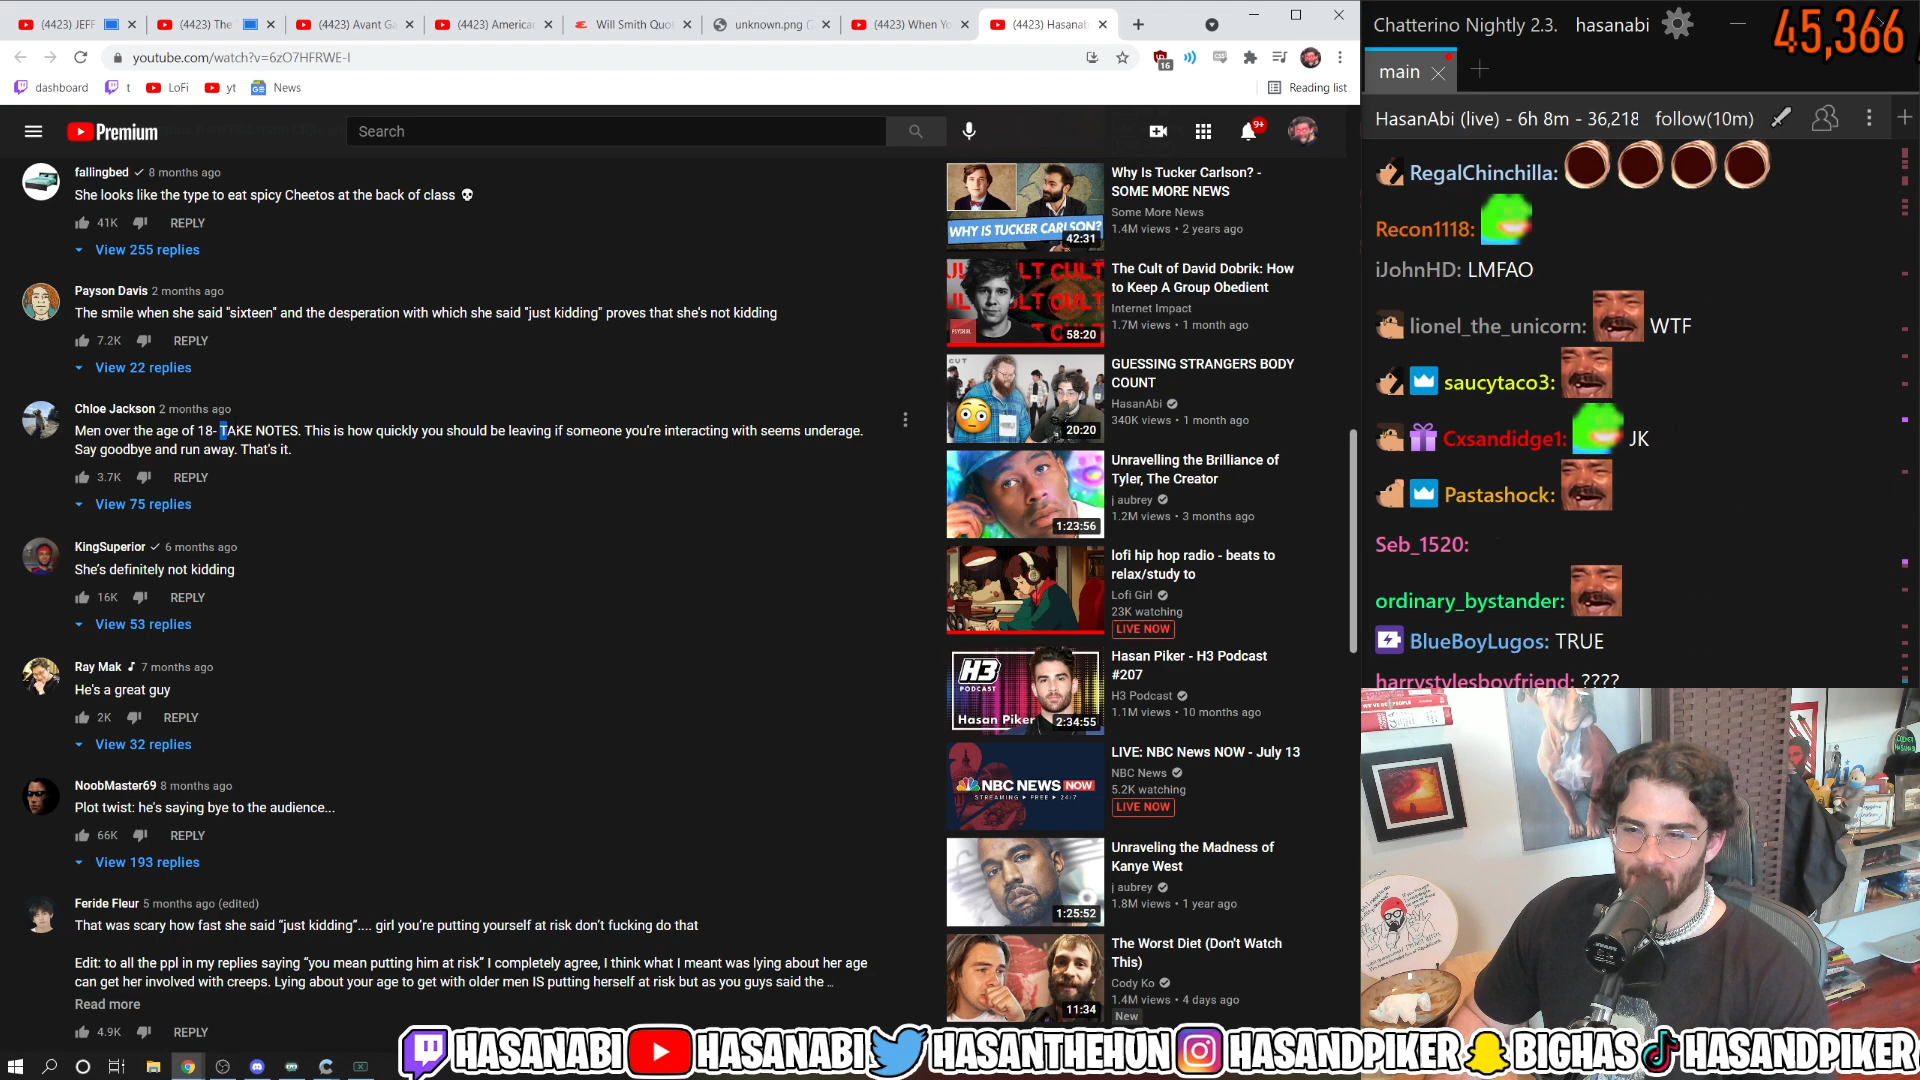 (4423) JEFF
(4423) The
(4423) Avant Ga
(4423) American
Will Smith Quot
unknown.png (
(4423) When Yo
(4423) Hasanab
youtube.com/watch?v=6zO7HFRWE-I
16
dashboard
t
LoFi
yt
News
Reading list
Premium
Search
9+
fallingbed 8 months ago
She looks like the type to eat spicy Cheetos at the back of class 💀
41K REPLY
View 255 replies
Payson Davis 2 months ago
The smile when she said "sixteen" and the desperation with which she said "just kidding" proves that she's not kidding
7.2K REPLY
View 22 replies
Chloe Jackson 2 months ago
Men over the age of 18- TAKE NOTES. This is how quickly you should be leaving if someone you're interacting with seems underage.
Say goodbye and run away. That's it.
3.7K REPLY
View 75 replies
KingSuperior 6 months ago
She's definitely not kidding
16K REPLY
View 53 replies
Ray Mak 7 months ago
He's a great guy
2K REPLY
View 32 replies
NoobMaster69 8 months ago
Plot twist: he's saying bye to the audience...
66K REPLY
View 193 replies
Feride Fleur 5 months ago (edited)
That was scary how fast she said “just kidding”.... girl you’re putting yourself at risk don’t fucking do that
Edit: to all the ppl in my replies saying “you mean putting him at risk” I completely agree, I think what I meant was lying about her age
can get her involved with creeps. Lying about your age to get with older men IS putting herself at risk but as you guys said the ...
Read more
4.9K REPLY
WHY IS TUCKER CARLSON?
42:31
Why Is Tucker Carlson? -
SOME MORE NEWS
Some More News
1.4M views • 2 years ago
58:20
The Cult of David Dobrik: How
to Keep A Group Obedient
Internet Impact
1.7M views • 1 month ago
CUT
20:20
GUESSING STRANGERS BODY
COUNT
HasanAbi
340K views • 1 month ago
1:23:56
Unravelling the Brilliance of
Tyler, The Creator
j aubrey
1.2M views • 3 months ago
lofi hip hop radio - beats to
relax/study to
Lofi Girl
23K watching
LIVE NOW
H3
PODCAST
Hasan Piker
2:34:55
Hasan Piker - H3 Podcast
#207
H3 Podcast
1.1M views • 10 months ago
NBC NEWS NOW
STREAMING ▸ FREE ▸ 24/7
LIVE: NBC News NOW - July 13
NBC News
5.2K watching
LIVE NOW
1:25:52
Unraveling the Madness of
Kanye West
j aubrey
1.8M views • 1 year ago
11:34
The Worst Diet (Don't Watch
This)
Cody Ko
1.4M views • 4 days ago
New
Chatterino Nightly 2.3.
hasanabi
45,366
main
HasanAbi (live) - 6h 8m - 36,218
follow(10m)
RegalChinchilla:
Recon1118:
iJohnHD: LMFAO
lionel_the_unicorn: WTF
saucytaco3:
Cxsandidge1: JK
Pastashock:
Seb_1520:
ordinary_bystander:
BlueBoyLugos: TRUE
harrystylesboyfriend: ????
HASANABI
HASANABI
HASANTHEHUN
HASANDPIKER
BIGHAS
HASANDPIKER